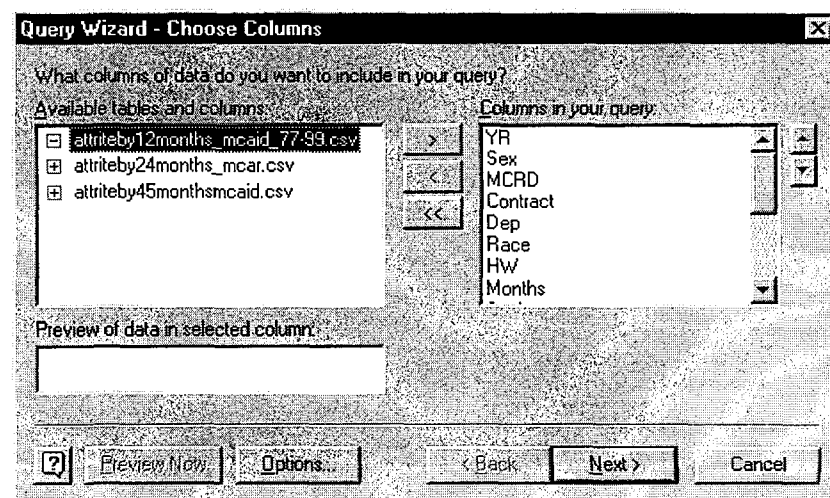 Query Wizard - Choose Columns
What columns of data do you want to include in your query?
Available tables and columns:
attriteby12months_mcaid_77-99.csv
attriteby24months_mcar.csv
attriteby45monthsmcaid.csv
>
<
<<
Columns in your query:
YR
Sex
MCRD
Contract
Dep
Race
HW
Months
Preview of data in selected column:
?
Preview Now
Options...
< Back
Next >
Cancel